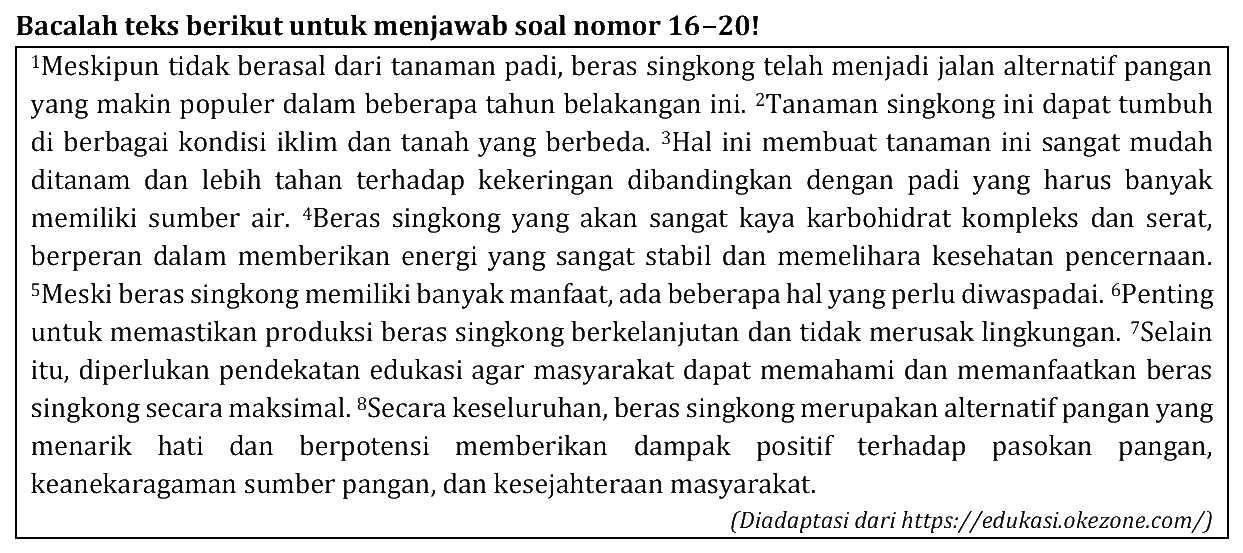 Bacalah teks berikut untuk menjawab soal nomor 16–20!
¹Meskipun tidak berasal dari tanaman padi, beras singkong telah menjadi jalan alternatif pangan
yang makin populer dalam beberapa tahun belakangan ini. ²Tanaman singkong ini dapat tumbuh
di berbagai kondisi iklim dan tanah yang berbeda. ³Hal ini membuat tanaman ini sangat mudah
ditanam dan lebih tahan terhadap kekeringan dibandingkan dengan padi yang harus banyak
memiliki sumber air. ⁴Beras singkong yang akan sangat kaya karbohidrat kompleks dan serat,
berperan dalam memberikan energi yang sangat stabil dan memelihara kesehatan pencernaan.
⁵Meski beras singkong memiliki banyak manfaat, ada beberapa hal yang perlu diwaspadai. ⁶Penting
untuk memastikan produksi beras singkong berkelanjutan dan tidak merusak lingkungan. ⁷Selain
itu, diperlukan pendekatan edukasi agar masyarakat dapat memahami dan memanfaatkan beras
singkong secara maksimal. ⁸Secara keseluruhan, beras singkong merupakan alternatif pangan yang
menarik hati dan berpotensi memberikan dampak positif terhadap pasokan pangan,
keanekaragaman sumber pangan, dan kesejahteraan masyarakat.
(Diadaptasi dari https://edukasi.okezone.com/)